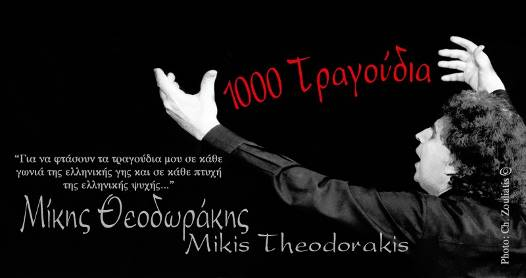 1000 Τραγούδια
"Για να φτάσουν τα τραγούδια μου σε κάθε
γωνιά της ελληνικής γης και σε κάθε πτυχή
της ελληνικής ψυχής..."
Μίκης Θεοδωράκης
Mikis Theodorakis
Photo : Ch. Zouliatis ©